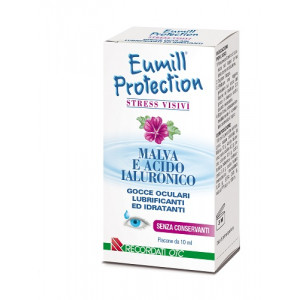 Eumill®
Protection
STRESS VISIVI
MALVA
E ACIDO
IALURONICO
GOCCE OCULARI
LUBRIFICANTI
ED IDRATANTI
SENZA CONSERVANTI
Flacone da 10 ml
RECORDATI OTC